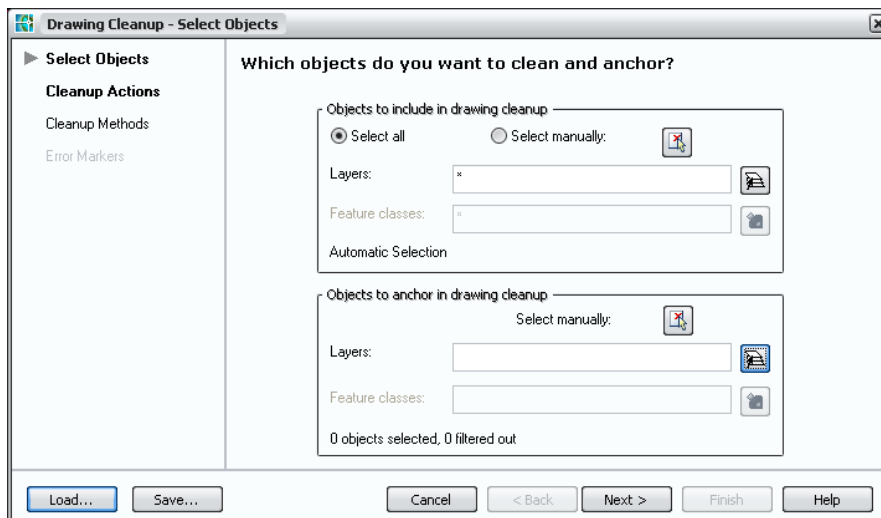 Drawing Cleanup - Select Objects
Select Objects
Cleanup Actions
Cleanup Methods
Error Markers
Which objects do you want to clean and anchor?
Objects to include in drawing cleanup
Select all Select manually:
Layers: *
Feature classes: *
Automatic Selection
Objects to anchor in drawing cleanup
Select manually:
Layers:
Feature classes:
0 objects selected, 0 filtered out
Load... Save... Cancel < Back Next > Finish Help